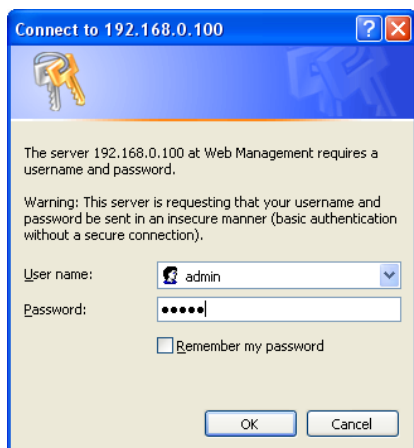 Connect to 192.168.0.100
The server 192.168.0.100 at Web Management requires a
username and password.
Warning: This server is requesting that your username and
password be sent in an insecure manner (basic authentication
without a secure connection).
User name:
admin
Password:
•••••
Remember my password
OK
Cancel